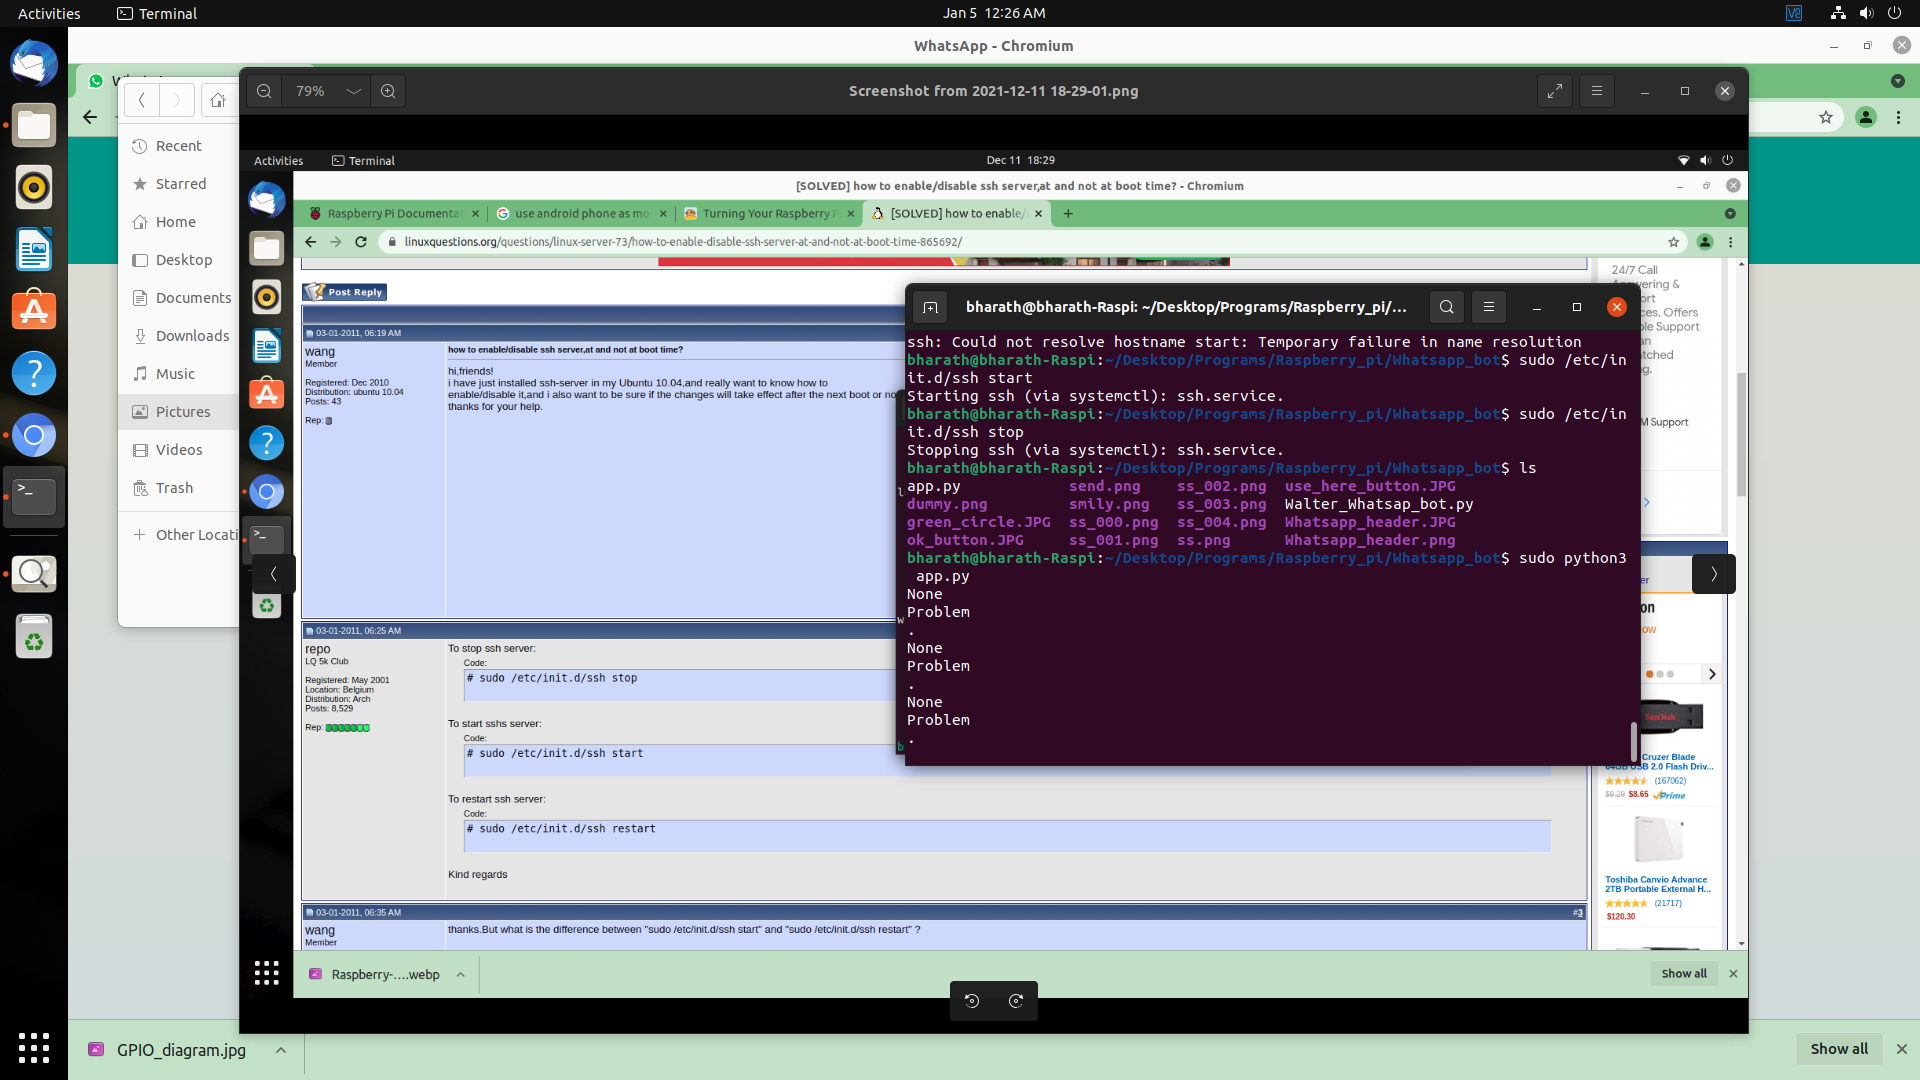 Activities
Terminal
Jan 5 12:26 AM
V2
WhatsApp - Chromium
79%
Screenshot from 2021-12-11 18-29-01.png
Recent
Starred
Home
Desktop
Documents
Downloads
Music
Pictures
Videos
Trash
Other Locati
Activities
Terminal
Dec 11 18:29
[SOLVED] how to enable/disable ssh server,at and not at boot time? - Chromium
Raspberry Pi Documentat
use android phone as mo
Turning Your Raspberry P
[SOLVED] how to enable/
linuxquestions.org/questions/linux-server-73/how-to-enable-disable-ssh-server-at-and-not-at-boot-time-865692/
Post Reply
03-01-2011, 06:19 AM
wang
Member
Registered: Dec 2010
Distribution: ubuntu 10.04
Posts: 43
Rep:
how to enable/disable ssh server,at and not at boot time?
hi,friends!
i have just installed ssh-server in my Ubuntu 10.04,and really want to know how to
enable/disable it,and i also want to be sure if the changes will take effect after the next boot or no
thanks for your help.
03-01-2011, 06:25 AM
repo
LQ 5k Club
Registered: May 2001
Location: Belgium
Distribution: Arch
Posts: 8,529
Rep:
To stop ssh server:
Code:
# sudo /etc/init.d/ssh stop
To start sshs server:
Code:
# sudo /etc/init.d/ssh start
To restart ssh server:
Code:
# sudo /etc/init.d/ssh restart
Kind regards
03-01-2011, 06:35 AM
#3
wang
Member
thanks.But what is the difference between "sudo /etc/init.d/ssh start" and "sudo /etc/init.d/ssh restart" ?
bharath@bharath-Raspi: ~/Desktop/Programs/Raspberry_pi/...
ssh: Could not resolve hostname start: Temporary failure in name resolution
bharath@bharath-Raspi:~/Desktop/Programs/Raspberry_pi/Whatsapp_bot$ sudo /etc/in
it.d/ssh start
Starting ssh (via systemctl): ssh.service.
bharath@bharath-Raspi:~/Desktop/Programs/Raspberry_pi/Whatsapp_bot$ sudo /etc/in
it.d/ssh stop
Stopping ssh (via systemctl): ssh.service.
bharath@bharath-Raspi:~/Desktop/Programs/Raspberry_pi/Whatsapp_bot$ ls
app.py send.png ss_002.png use_here_button.JPG
dummy.png smily.png ss_003.png Walter_Whatsap_bot.py
green_circle.JPG ss_000.png ss_004.png Whatsapp_header.JPG
ok_button.JPG ss_001.png ss.png Whatsapp_header.png
bharath@bharath-Raspi:~/Desktop/Programs/Raspberry_pi/Whatsapp_bot$ sudo python3
app.py
None
Problem
.
None
Problem
.
None
Problem
.
24/7 Call
Answering &
ort
ces, Offers
le Support
an
tched
g,
M Support
er
on
ow
SanDisk
Cruzer Blade
64GB USB 2.0 Flash Driv...
(167062)
$9.29 $8.65 Prime
Toshiba Canvio Advance
2TB Portable External H...
(21717)
$120.30
Raspberry-....webp
Show all
GPIO_diagram.jpg
Show all